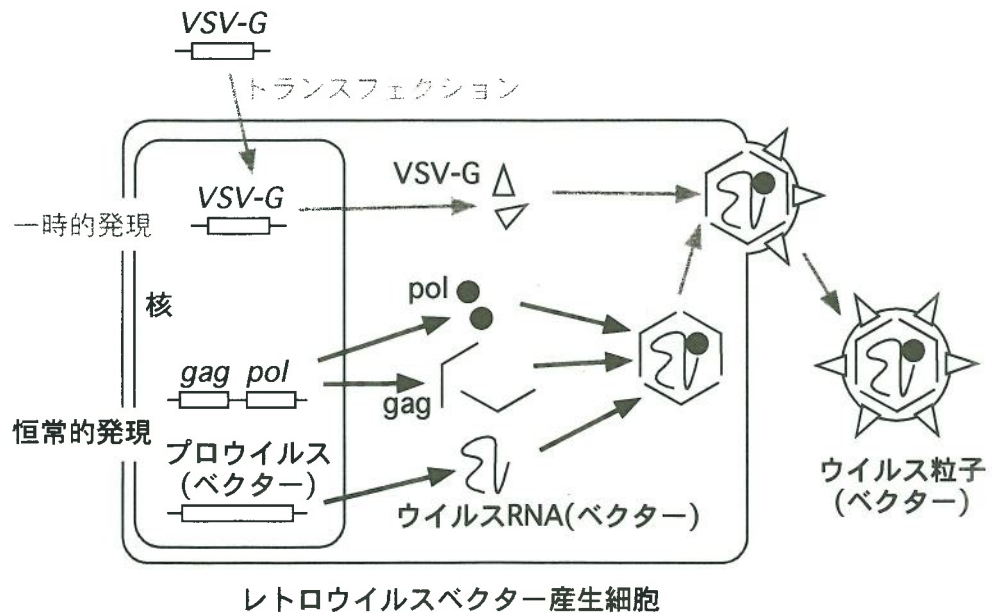 VSV-G
トランスフェクション
VSV-G
VSV-G
一時的発現
核
pol
gag pol
gag
恒常的発現
プロウイルス
(ベクター)
ウイルスRNA(ベクター)
ウイルス粒子
(ベクター)
レトロウイルスベクター産生細胞